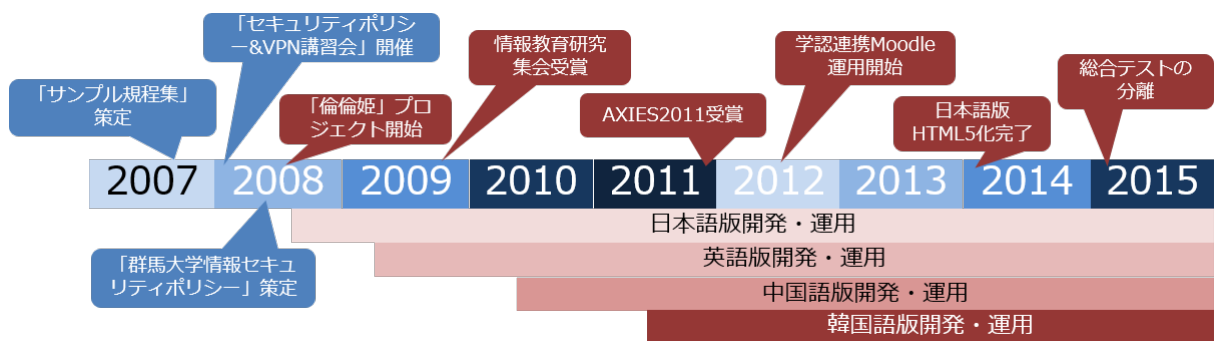 「セキュリティポリシ
ー&VPN講習会」開催
情報教育研究
集会受賞
学認連携Moodle
運用開始
総合テストの
分離
「サンプル規程集」
策定
「倫倫姫」プロ
ジェクト開始
AXIES2011受賞
日本語版
HTML5化完了
2007 2008 2009 2010 2011 2012 2013 2014 2015
日本語版開発・運用
英語版開発・運用
「群馬大学情報セキュ
リティポリシー」策定
中国語版開発・運用
韓国語版開発・運用